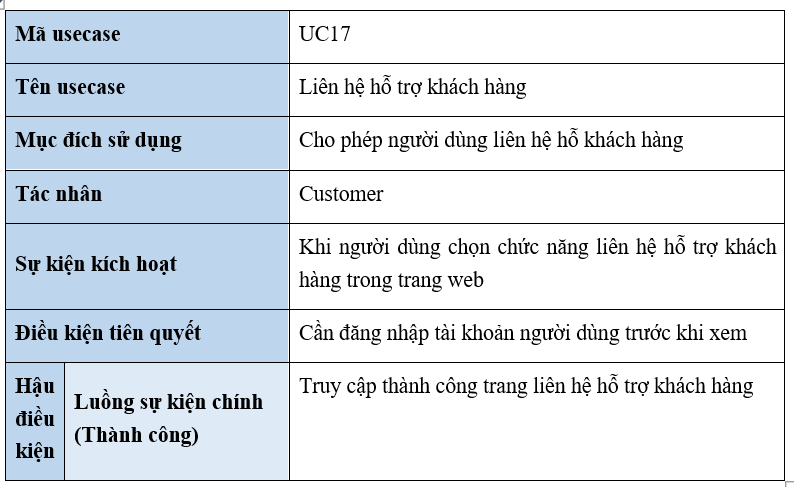 Mã usecase
UC17
Tên usecase
Liên hệ hỗ trợ khách hàng
Mục đích sử dụng
Cho phép người dùng liên hệ hỗ khách hàng
Tác nhân
Customer
Sự kiện kích hoạt
Khi người dùng chọn chức năng liên hệ hỗ trợ khách
hàng trong trang web
Điều kiện tiên quyết
Cần đăng nhập tài khoản người dùng trước khi xem
Hậu
điều
kiện
Luồng sự kiện chính
(Thành công)
Truy cập thành công trang liên hệ hỗ trợ khách hàng